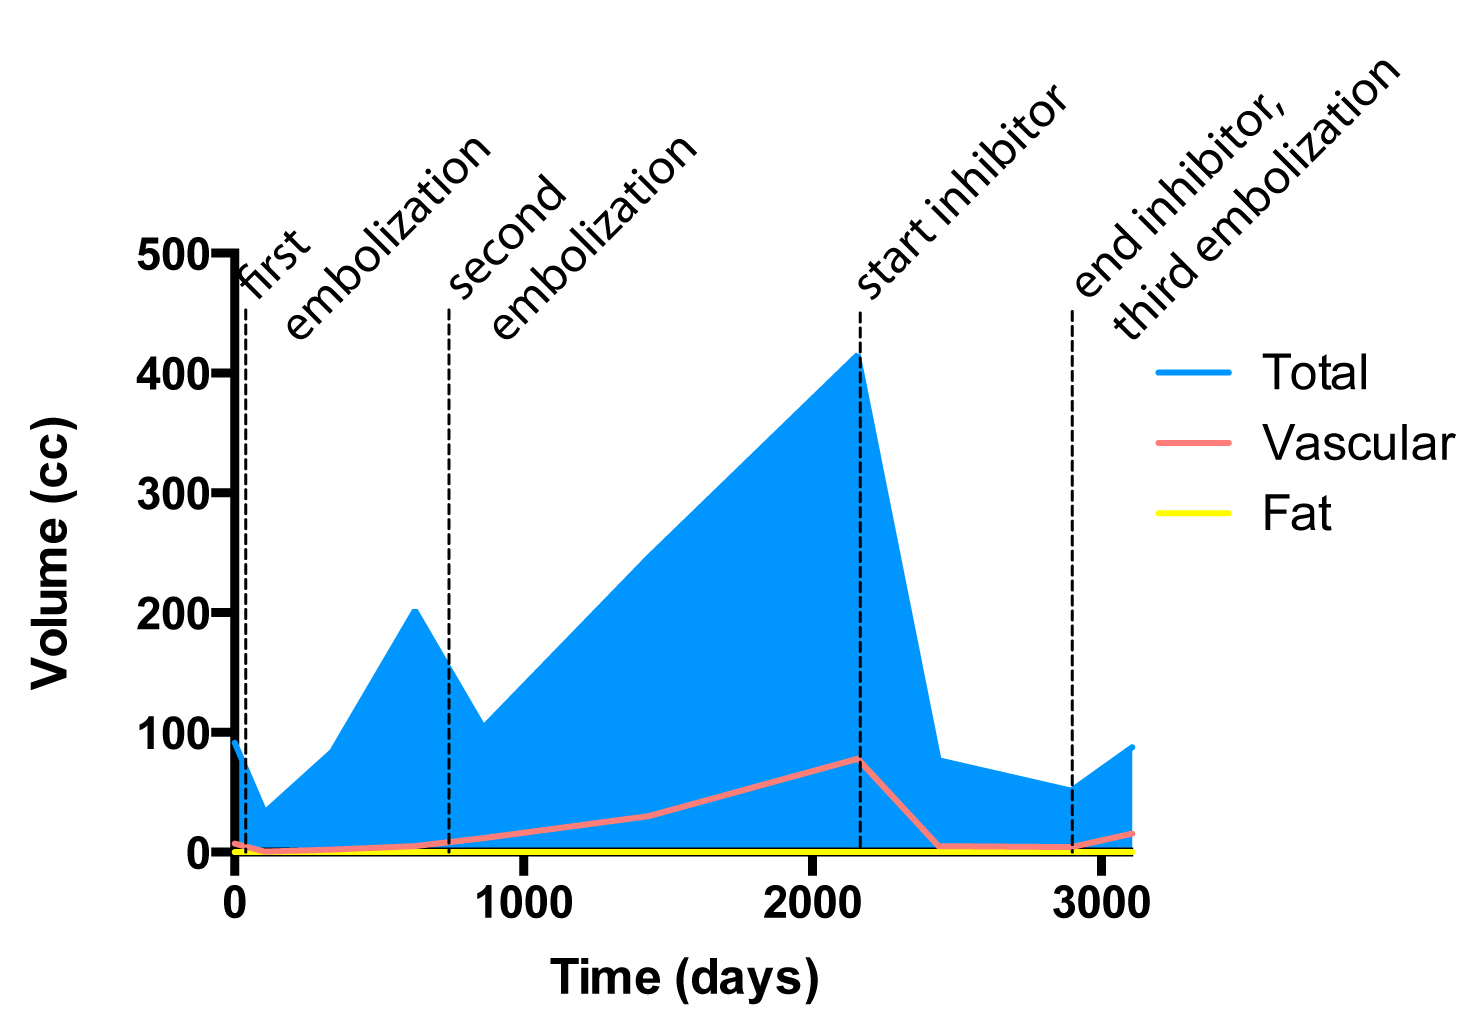 first
embolization
second
embolization
start inhibitor
end inhibitor,
third embolization
500
400
300
200
100
0
Volume (cc)
0
1000
2000
3000
Time (days)
Total
Vascular
Fat